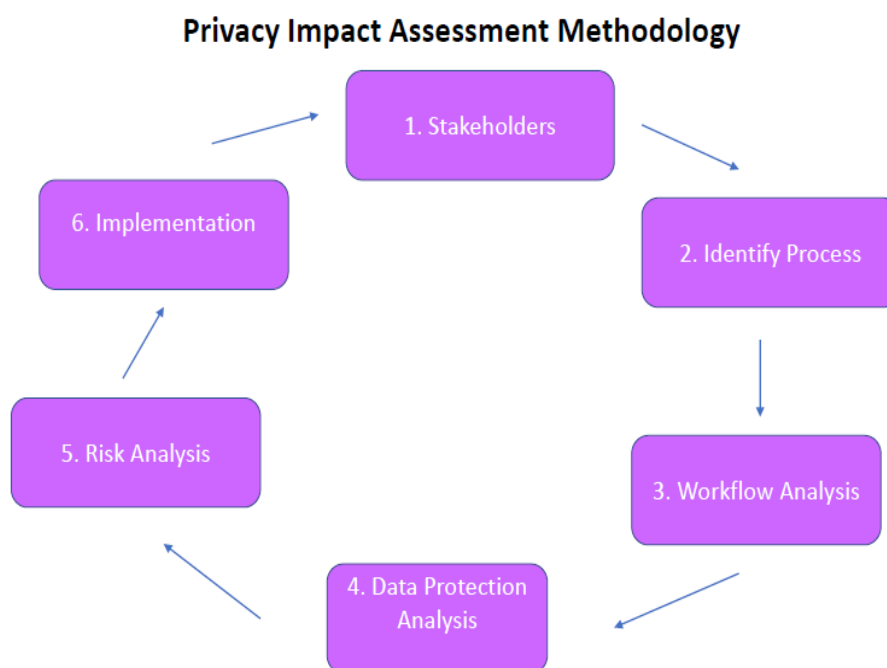 Privacy Impact Assessment Methodology
1. Stakeholders
2. Identify Process
3. Workflow Analysis
4. Data Protection
Analysis
5. Risk Analysis
6. Implementation